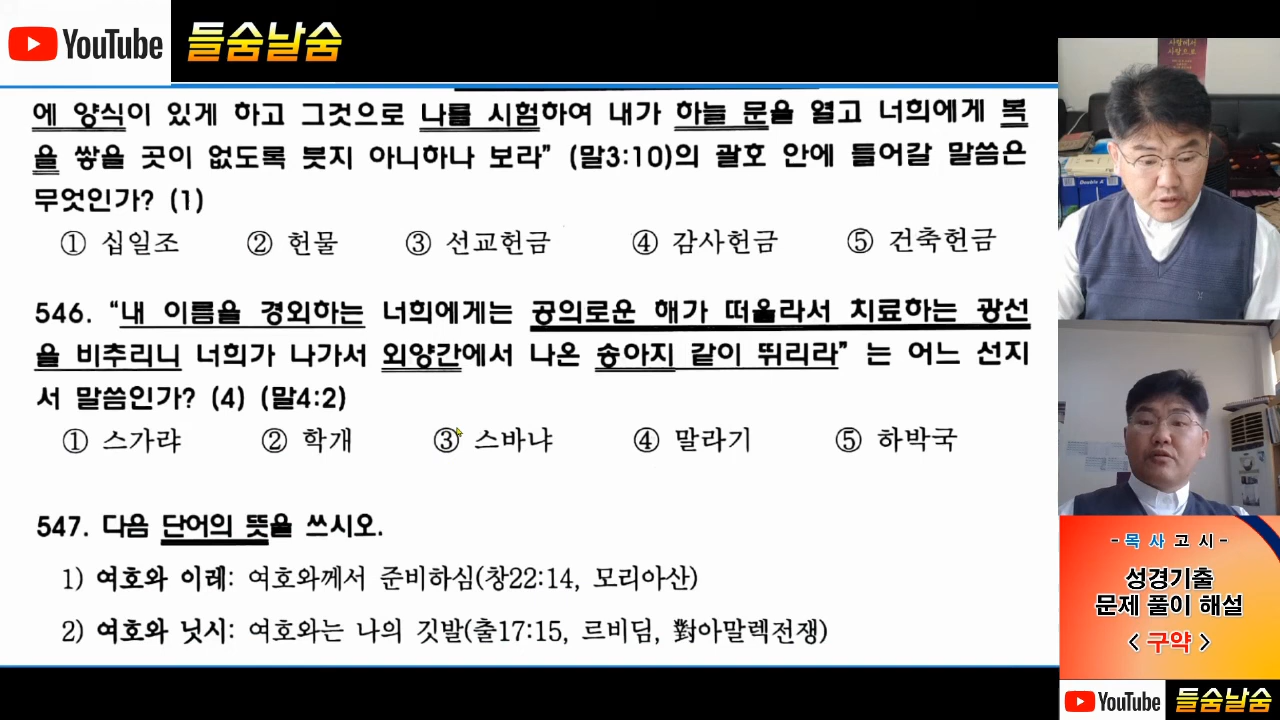 YouTube 들숨날숨
에 양식이 있게 하고 그것으로 나를 시험하여 내가 하늘 문을 열고 너희에게 복
을 쌓을 곳이 없도록 붓지 아니하나 보라” (말3:10)의 괄호 안에 들어갈 말씀은
무엇인가? (1)
① 십일조 ② 헌물 ③ 선교헌금 ④ 감사헌금 ⑤ 건축헌금
546. “내 이름을 경외하는 너희에게는 공의로운 해가 떠올라서 치료하는 광선
을 비추리니 너희가 나가서 외양간에서 나온 송아지 같이 뛰리라” 는 어느 선지
서 말씀인가? (4) (말4:2)
① 스가랴 ② 학개 ③ 스바냐 ④ 말라기 ⑤ 하박국
547. 다음 단어의 뜻을 쓰시오.
1) 여호와 이레: 여호와께서 준비하심(창22:14, 모리아산)
2) 여호와 닛시: 여호와는 나의 깃발(출17:15, 르비딤, 對아말렉전쟁)
사랑에서
사랑으로
Double A
- 목 사 고 시 -
성경기출
문제 풀이 해설
< 구약 >
YouTube 들숨날숨